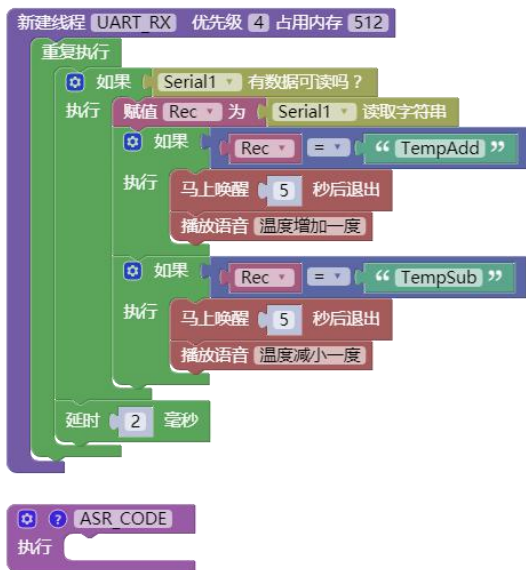 新建线程 UART_RX 优先级 4 占用内存 512
重复执行
如果 Serial1 有数据可读吗？
执行 赋值 Rec 为 Serial1 读取字符串
如果 Rec = “ TempAdd ”
执行 马上唤醒 5 秒后退出
播放语音 温度增加一度
如果 Rec = “ TempSub ”
执行 马上唤醒 5 秒后退出
播放语音 温度减小一度
延时 2 毫秒
? ASR_CODE
执行